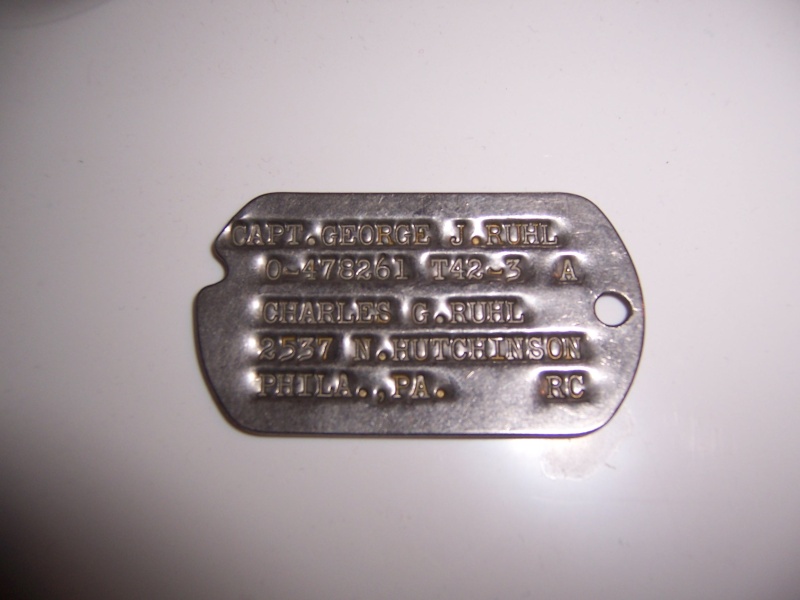 CAPT.GEORGE J.RUHL
O-478261 T42-3 A
CHARLES G.RUHL
2537 N.HUTCHINSON
PHILA.,PA. RC